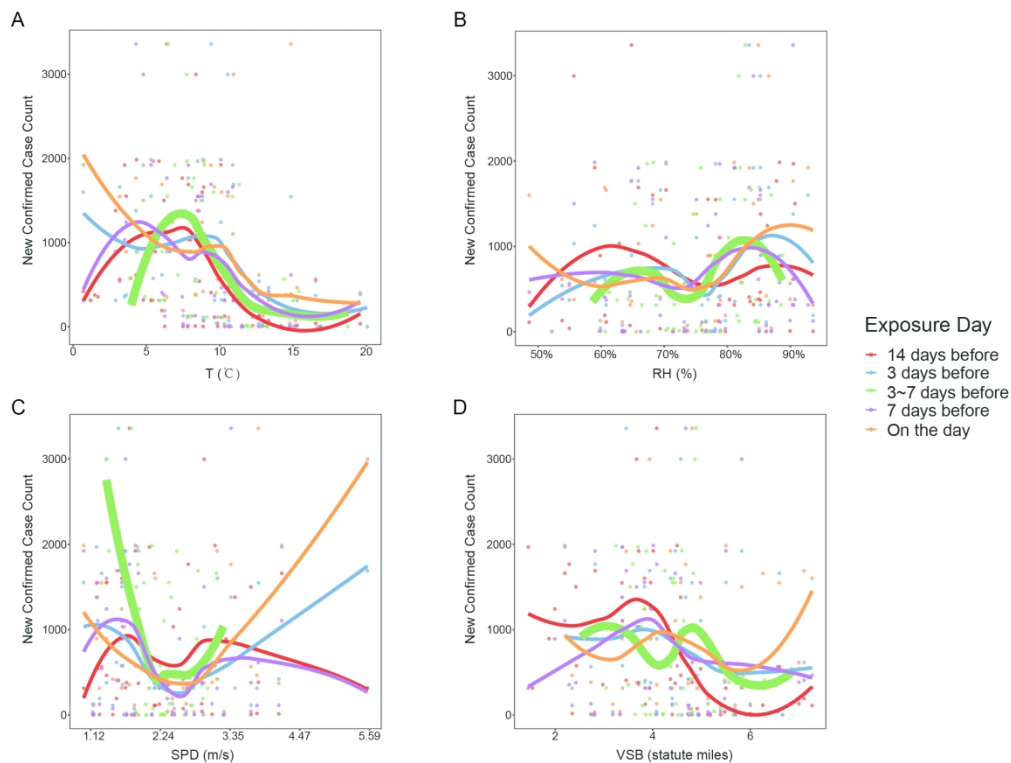 A
New Confirmed Case Count
3000
2000
1000
0
0
5
10
15
20
T (℃)
B
New Confirmed Case Count
3000
2000
1000
0
50%
60%
70%
80%
90%
RH (%)
Exposure Day
14 days before
3 days before
3~7 days before
7 days before
On the day
C
New Confirmed Case Count
3000
2000
1000
0
1.12
2.24
3.35
4.47
5.59
SPD (m/s)
D
New Confirmed Case Count
3000
2000
1000
0
2
4
6
VSB (statute miles)